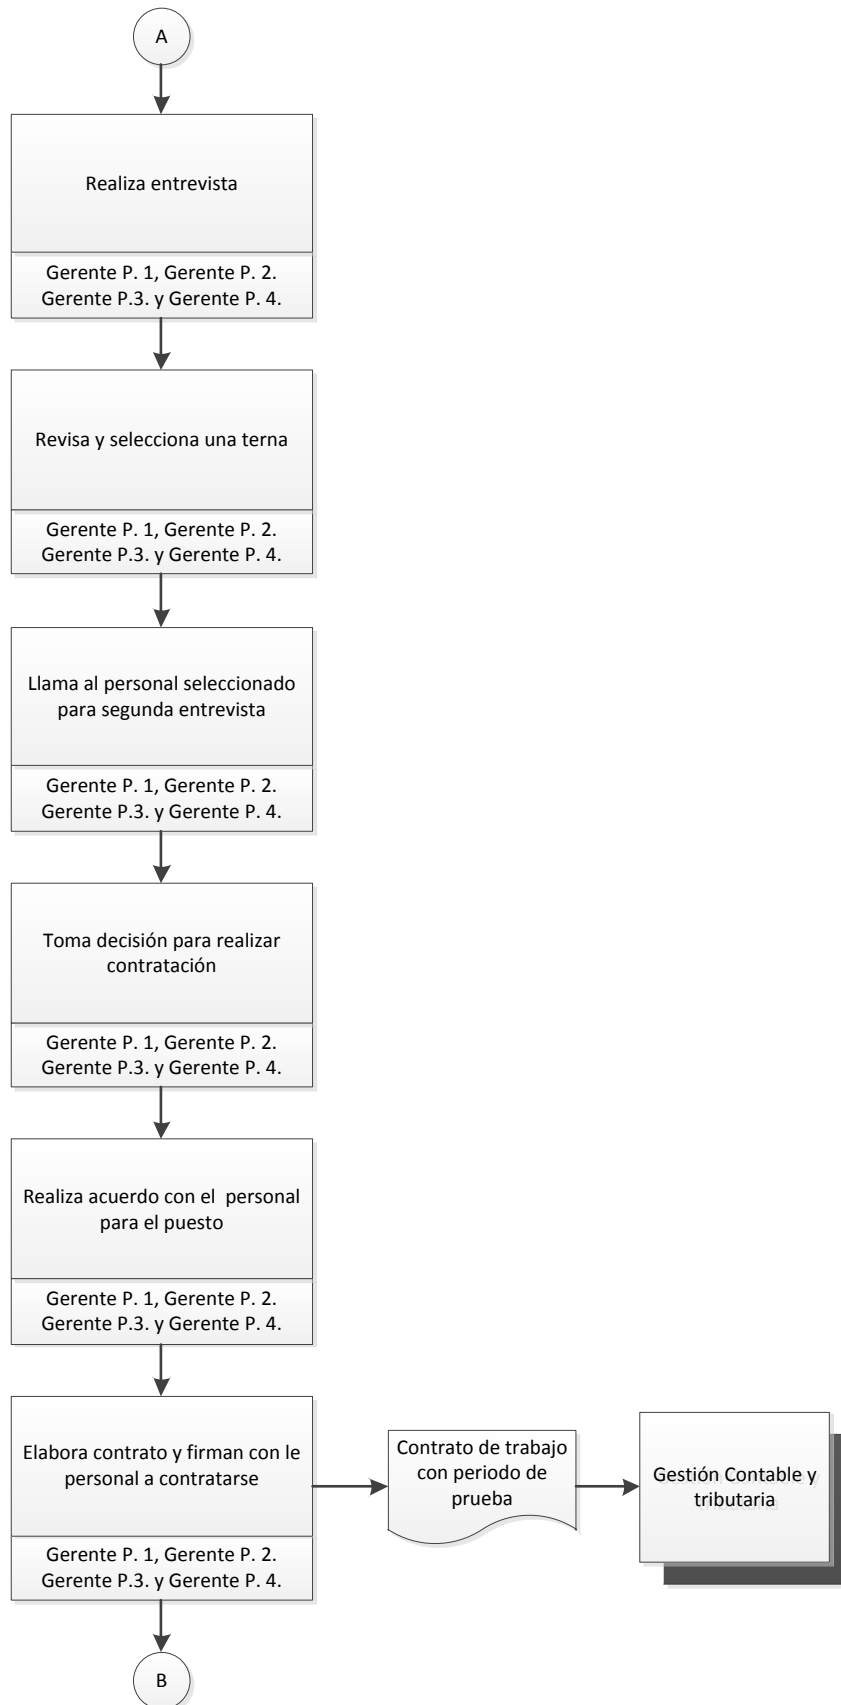 A
Realiza entrevista
Gerente P. 1, Gerente P. 2.
Gerente P.3. y Gerente P. 4.
Revisa y selecciona una terna
Gerente P. 1, Gerente P. 2.
Gerente P.3. y Gerente P. 4.
Llama al personal seleccionado
para segunda entrevista
Gerente P. 1, Gerente P. 2.
Gerente P.3. y Gerente P. 4.
Toma decisión para realizar
contratación
Gerente P. 1, Gerente P. 2.
Gerente P.3. y Gerente P. 4.
Realiza acuerdo con el  personal
para el puesto
Gerente P. 1, Gerente P. 2.
Gerente P.3. y Gerente P. 4.
Elabora contrato y firman con le
personal a contratarse
Gerente P. 1, Gerente P. 2.
Gerente P.3. y Gerente P. 4.
Contrato de trabajo
con periodo de
prueba
Gestión Contable y
tributaria
B